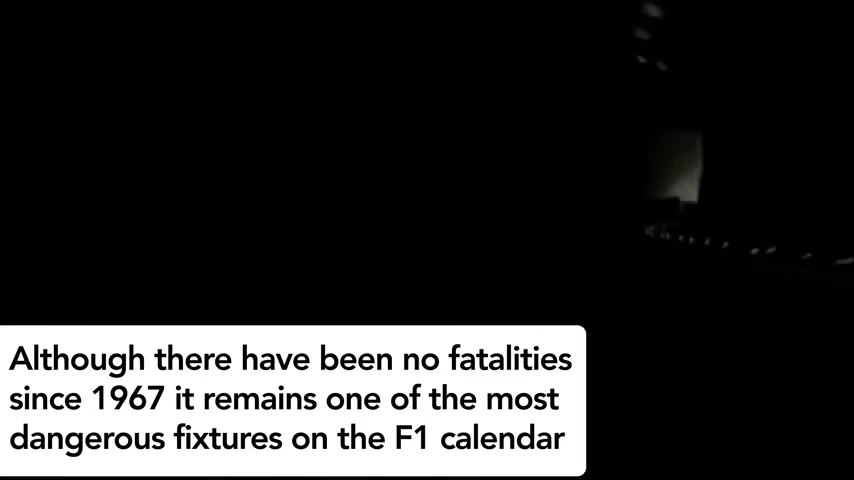 Although there have been no fatalities
since 1967 it remains one of the most
dangerous fixtures on the F1 calendar